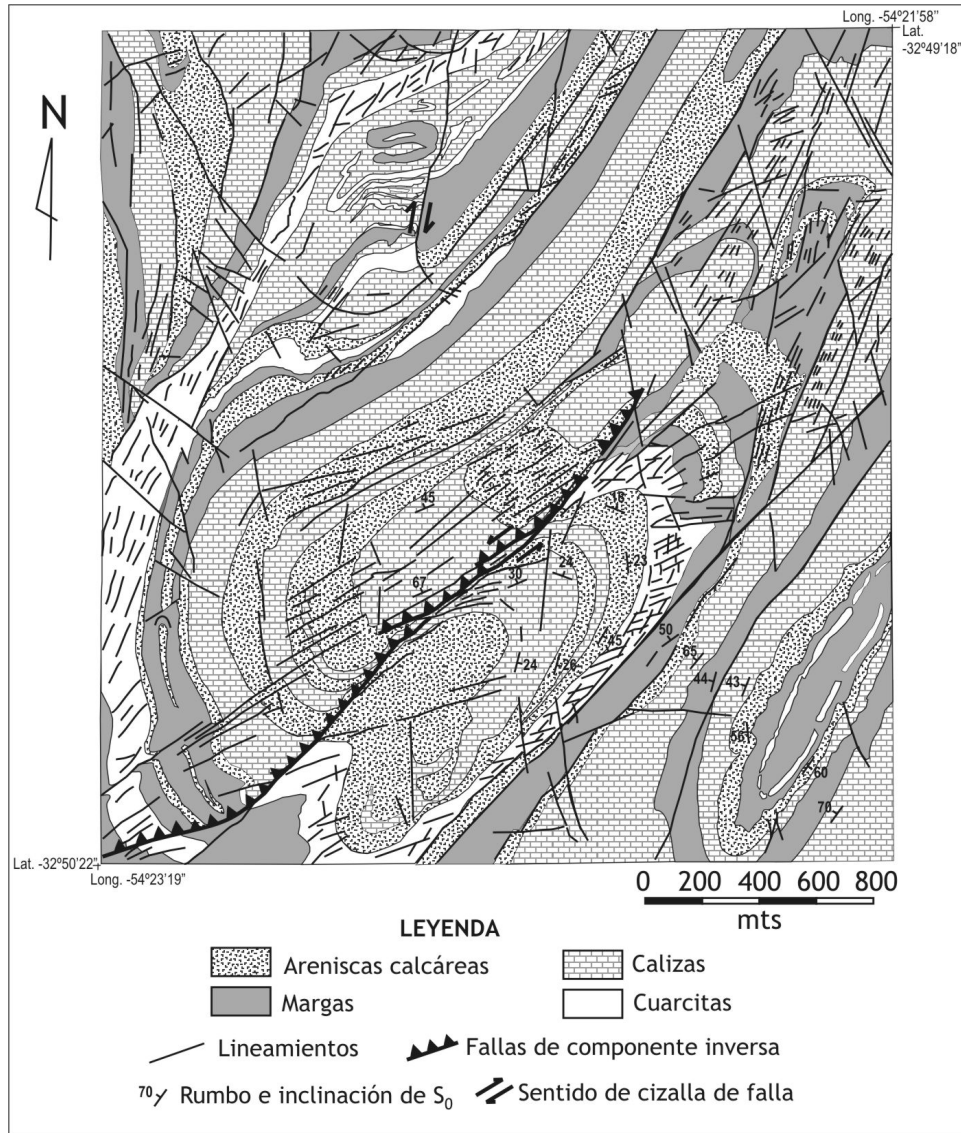 Long. -54º21'58"
Lat.
-32º49'18"
N
45
18
67
30
24
23
24
26
45
50
65
44
43
56
60
70
Lat. -32º50'22"
Long. -54º23'19"
0 200 400 600 800
mts
LEYENDA
Areniscas calcáreas
Calizas
Margas
Cuarcitas
Lineamientos
Fallas de componente inversa
70 Rumbo e inclinación de S0
Sentido de cizalla de falla